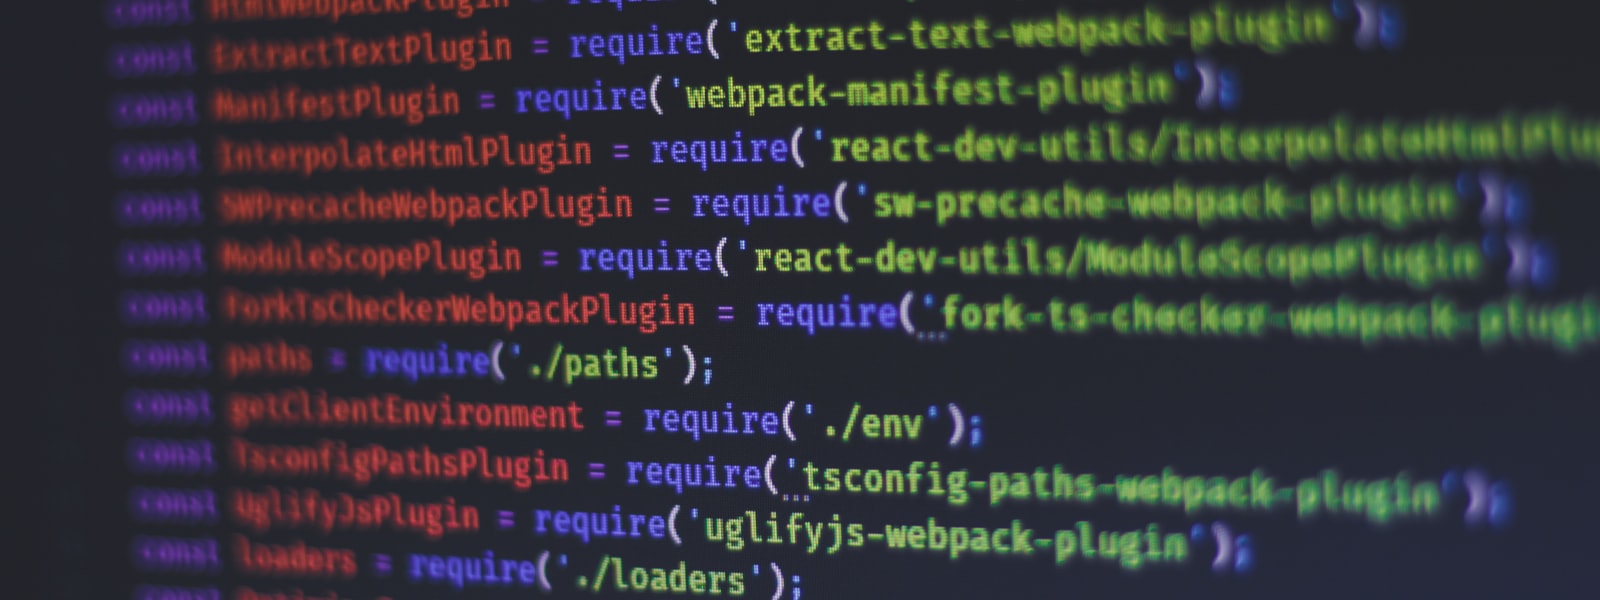 const HtmlWebpackPlugin = require('
const ExtractTextPlugin = require('extract-text-webpack-plugin');
const ManifestPlugin = require('webpack-manifest-plugin');
const InterpolateHtmlPlugin = require('react-dev-utils/InterpolateHtmlPlu
const SWPrecacheWebpackPlugin = require('sw-precache-webpack-plugin');
const ModuleScopePlugin = require('react-dev-utils/ModuleScopePlugin');
const ForkTsCheckerWebpackPlugin = require('fork-ts-checker-webpack-plugi
const paths = require('./paths');
const getClientEnvironment = require('./env');
const TsconfigPathsPlugin = require('tsconfig-paths-webpack-plugin');
const UglifyJsPlugin = require('uglifyjs-webpack-plugin');
const loaders = require('./loaders');
const